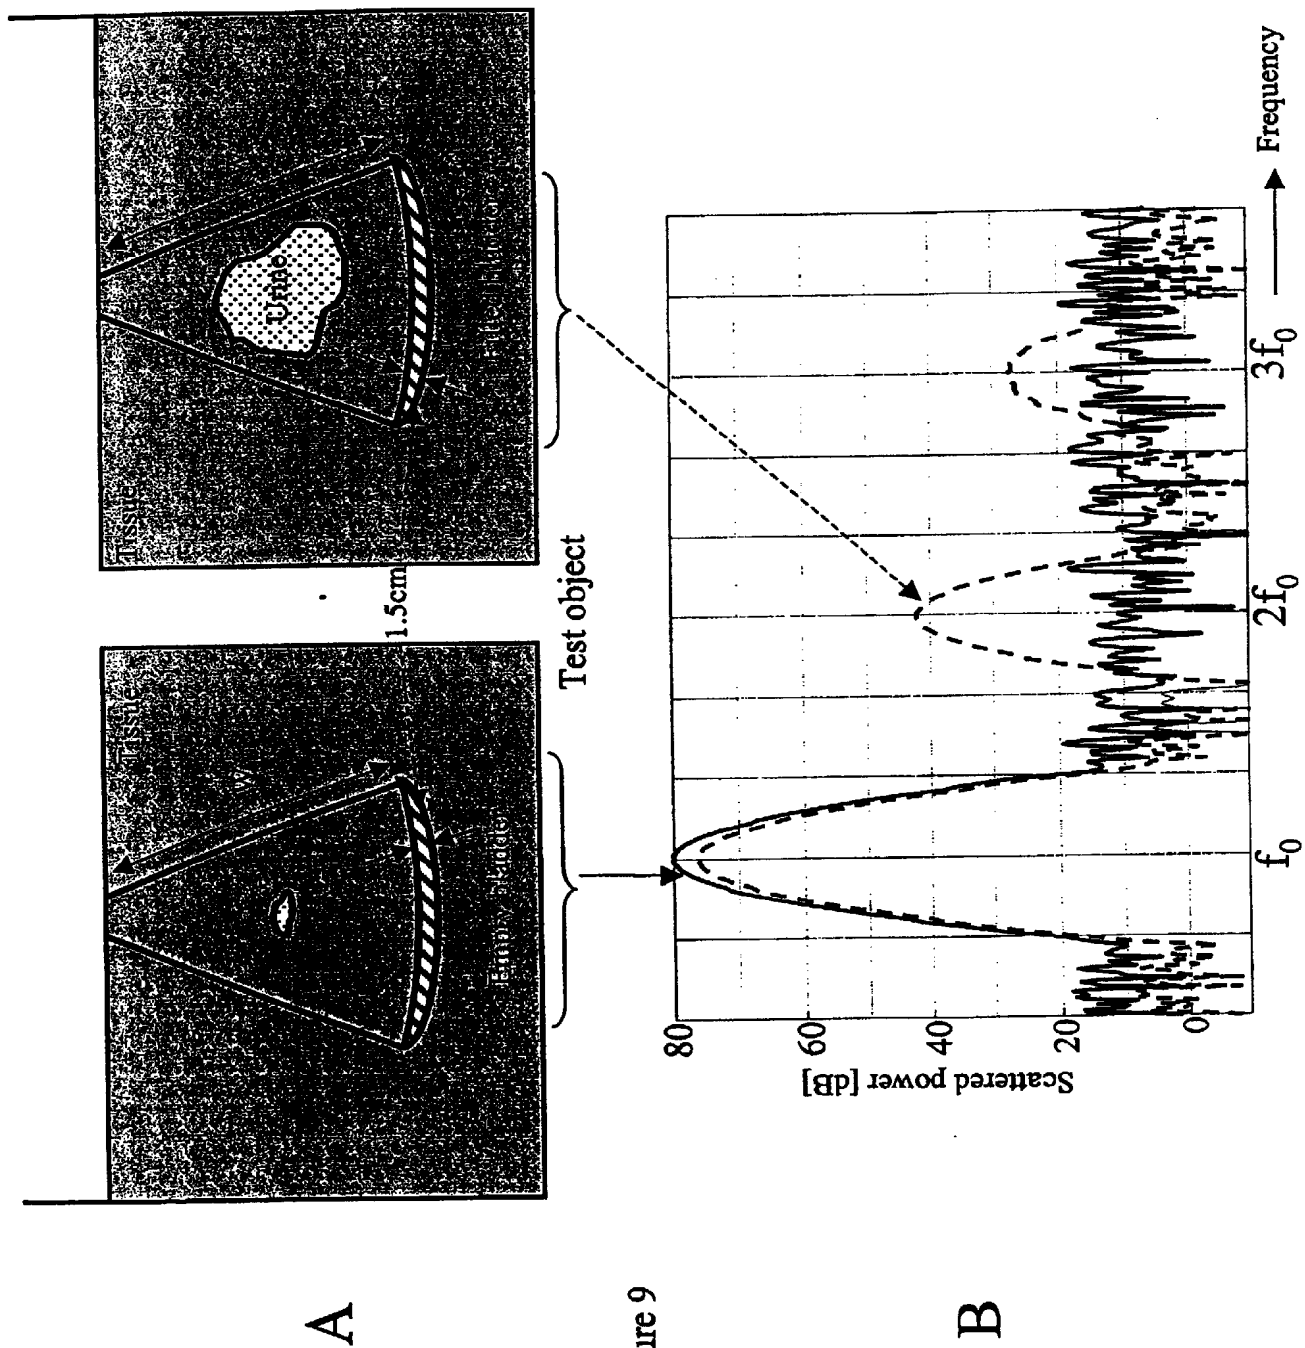 A
Tissue
Empty Bladder
Tissue
Urine
Filled Bladder
1.5cm
Test object
ure 9
B
Scattered power [dB]
80
60
40
20
0
f0
2f0
3f0
Frequency